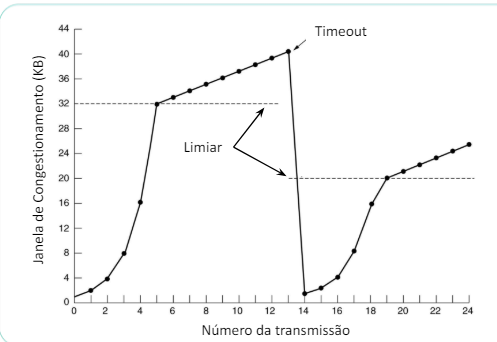 Timeout
Janela de Congestionamento (KB)
44
40
36
32
28
24
20
16
12
8
4
0
Limiar
0 2 4 6 8 10 12 14 16 18 20 22 24
Número da transmissão